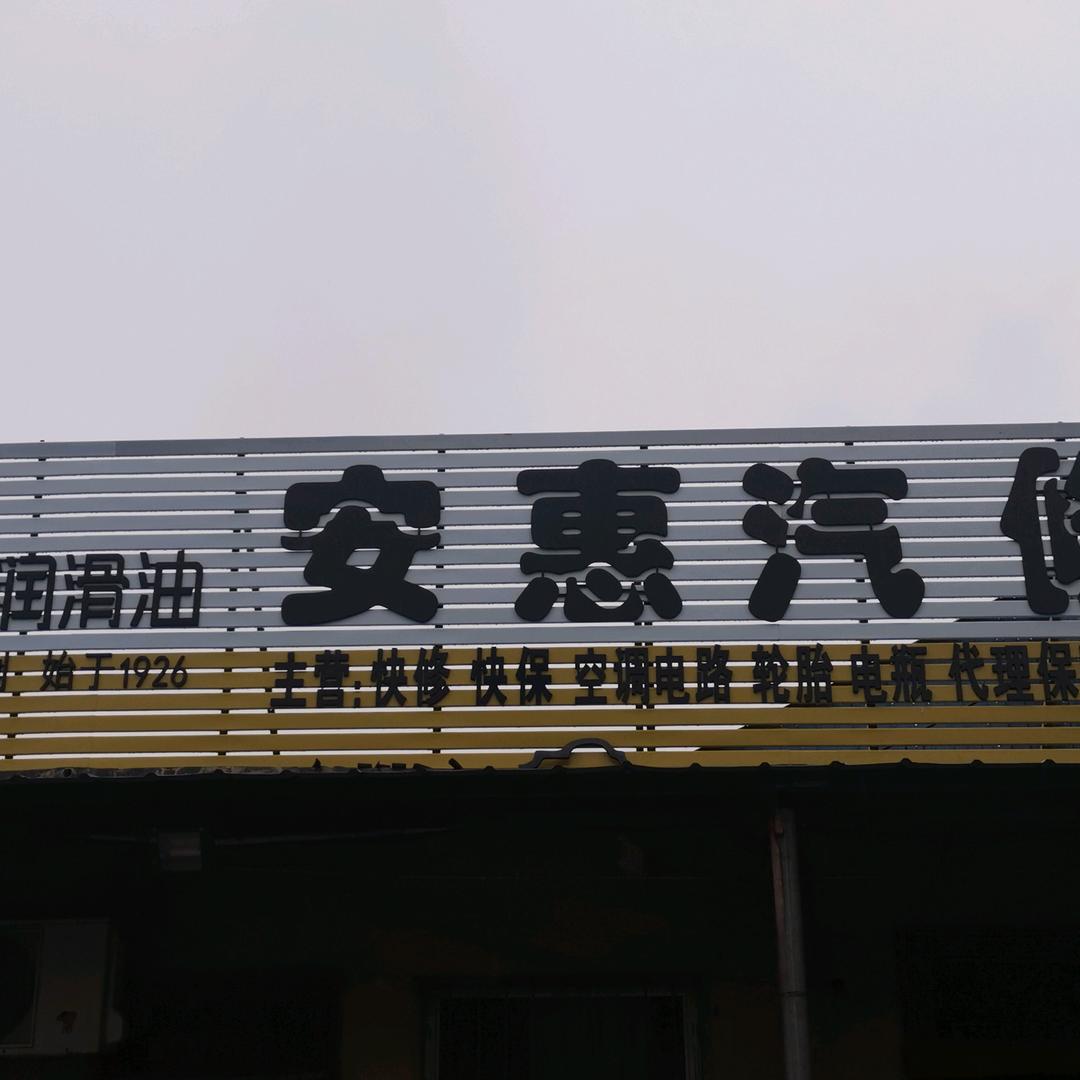 润滑油
安惠汽修
始于1926
主营:快修 快保 空调电路 轮胎 电瓶 代理保